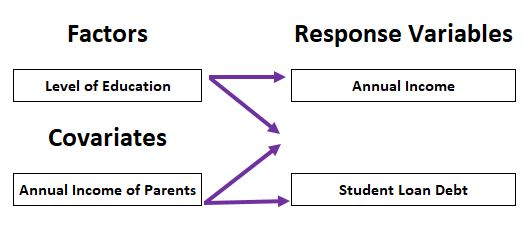 Factors
Response Variables
Level of Education
Annual Income
Covariates
Annual Income of Parents
Student Loan Debt